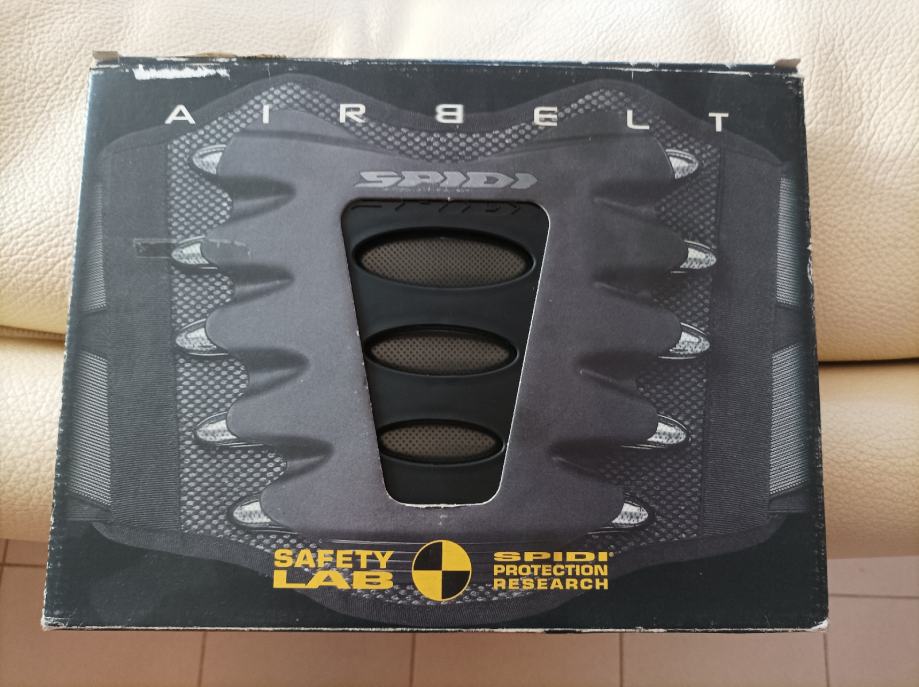 AIRBELT
SPIDI
SAFETY LAB
SPIDI
PROTECTION
RESEARCH